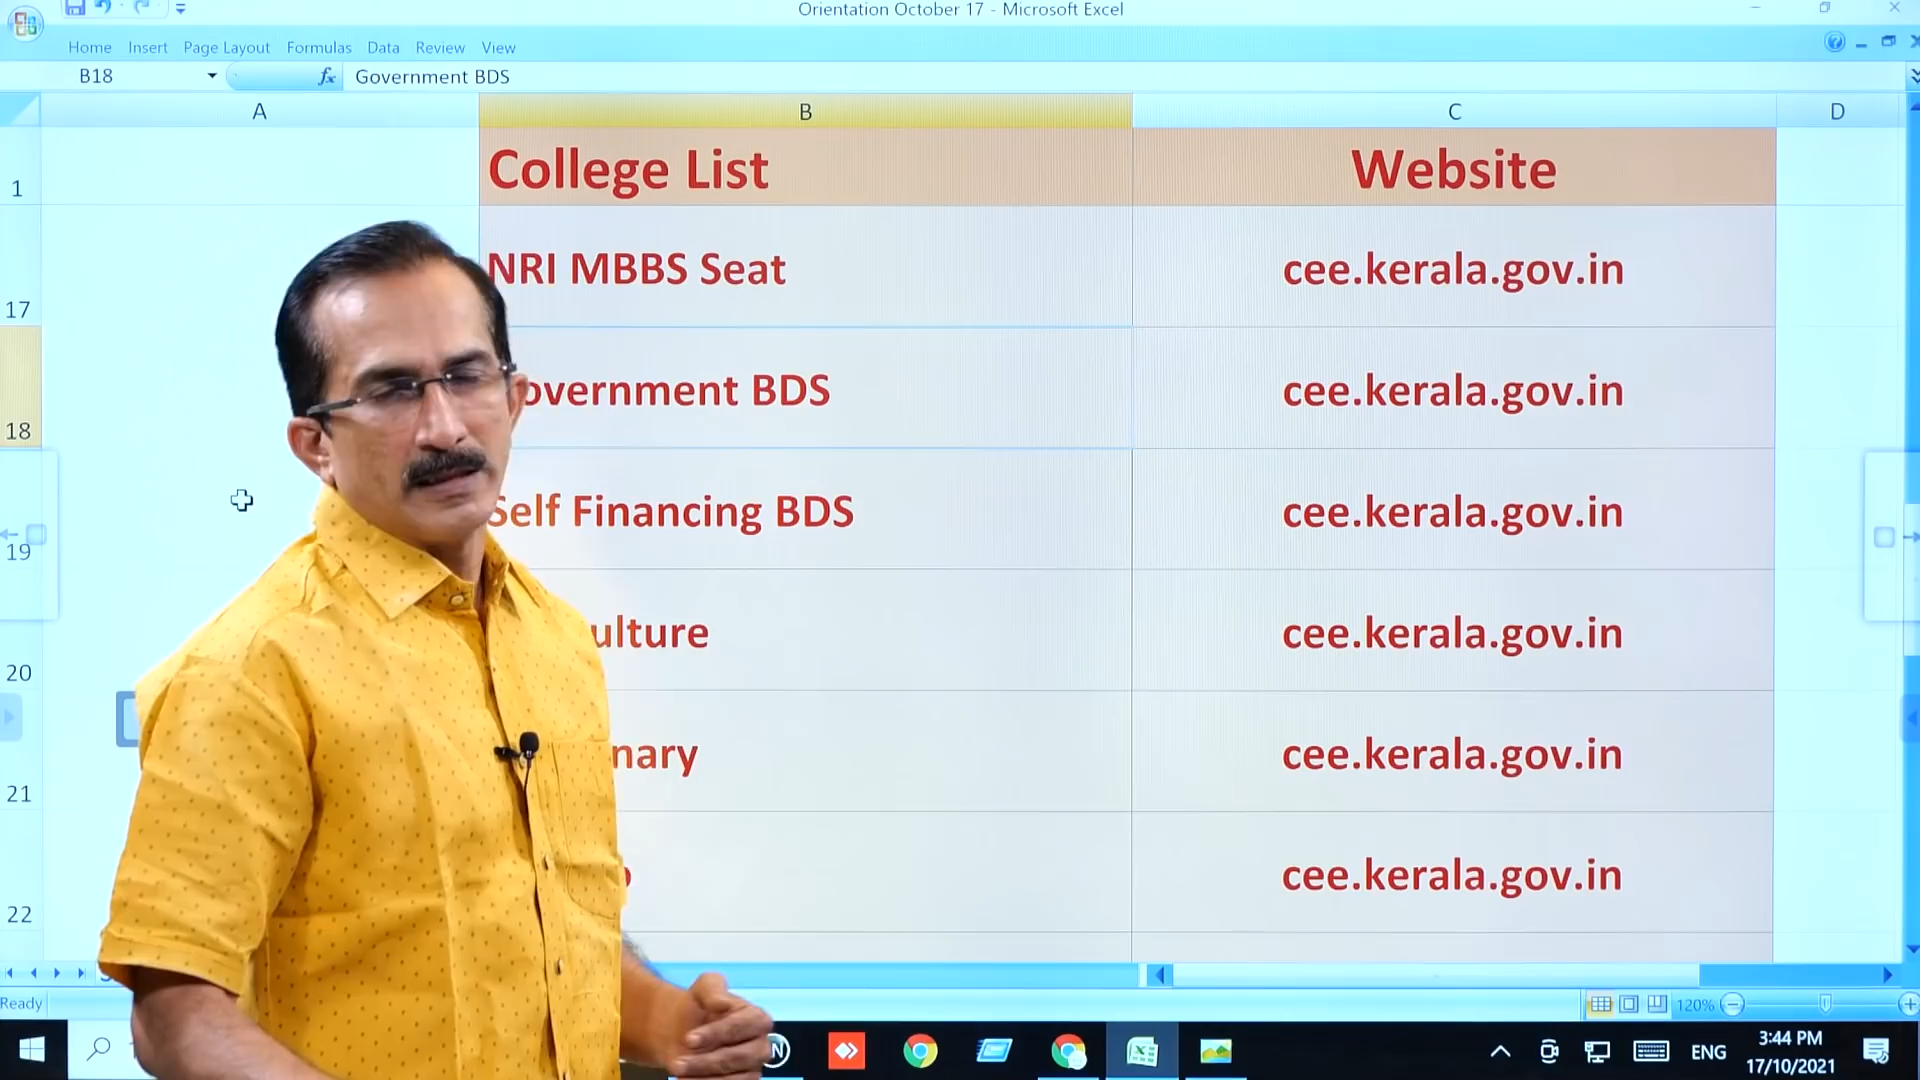 Orientation October 17 - Microsoft Excel
Home Insert Page Layout Formulas Data Review View
B18 fx Government BDS
A B C D
1 College List Website
17 NRI MBBS Seat cee.kerala.gov.in
18 overnment BDS cee.kerala.gov.in
19 Self Financing BDS cee.kerala.gov.in
20 ulture cee.kerala.gov.in
21 nary cee.kerala.gov.in
22 cee.kerala.gov.in
Ready 120%
N ENG 3:44 PM
17/10/2021